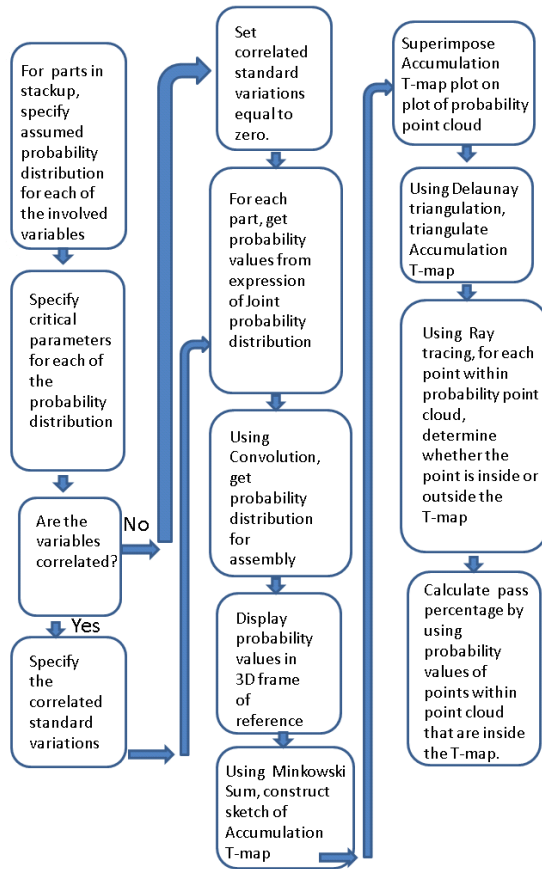 For parts in
stackup,
specify
assumed
probability
distribution
for each of
the involved
variables
Specify
critical
parameters
for each of
the
probability
distribution
Are the
variables
correlated?
No
Yes
Specify
the
correlated
standard
variations
Set
correlated
standard
variations
equal to
zero.
For each
part, get
probability
values from
expression
of Joint
probability
distribution
Using
Convolution,
get
probability
distribution
for
assembly
Display
probability
values in
3D frame
of
reference
Using Minkowski
Sum, construct
sketch of
Accumulation
T-map
Superimpose
Accumulation
T-map plot on
plot of probability
point cloud
Using Delaunay
triangulation,
triangulate
Accumulation
T-map
Using Ray
tracing, for each
point within
probability point
cloud,
determine
whether the
point is inside or
outside the
T-map
Calculate pass
percentage by
using
probability
values of
points within
point cloud
that are inside
the T-map.